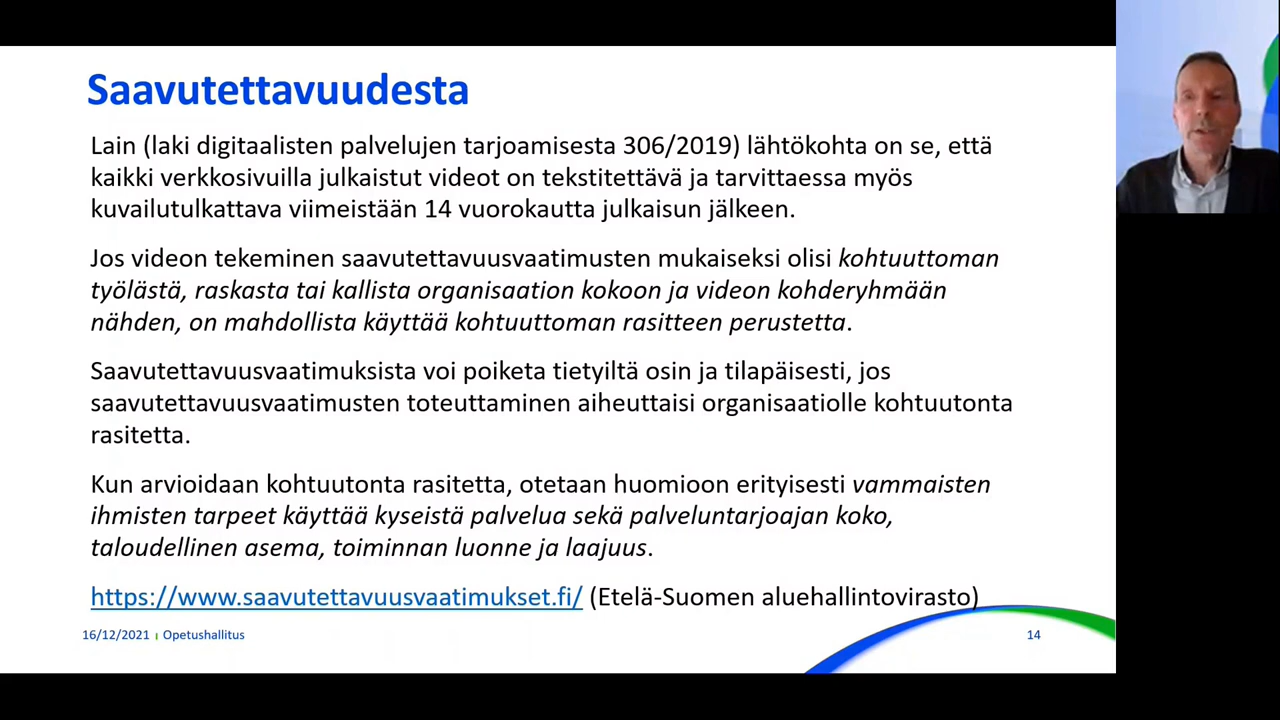 Saavutettavuudesta
Lain (laki digitaalisten palvelujen tarjoamisesta 306/2019) lähtökohta on se, että
kaikki verkkosivuilla julkaistut videot on tekstitettävä ja tarvittaessa myös
kuvailutulkattava viimeistään 14 vuorokautta julkaisun jälkeen.
Jos videon tekeminen saavutettavuusvaatimusten mukaiseksi olisi kohtuuttoman
työlästä, raskasta tai kallista organisaation kokoon ja videon kohderyhmään
nähden, on mahdollista käyttää kohtuuttoman rasitteen perustetta.
Saavutettavuusvaatimuksista voi poiketa tietyiltä osin ja tilapäisesti, jos
saavutettavuusvaatimusten toteuttaminen aiheuttaisi organisaatiolle kohtuutonta
rasitetta.
Kun arvioidaan kohtuutonta rasitetta, otetaan huomioon erityisesti vammaisten
ihmisten tarpeet käyttää kyseistä palvelua sekä palveluntarjoajan koko,
taloudellinen asema, toiminnan luonne ja laajuus.
https://www.saavutettavuusvaatimukset.fi/ (Etelä-Suomen aluehallintovirasto)
16/12/2021 ı Opetushallitus 14